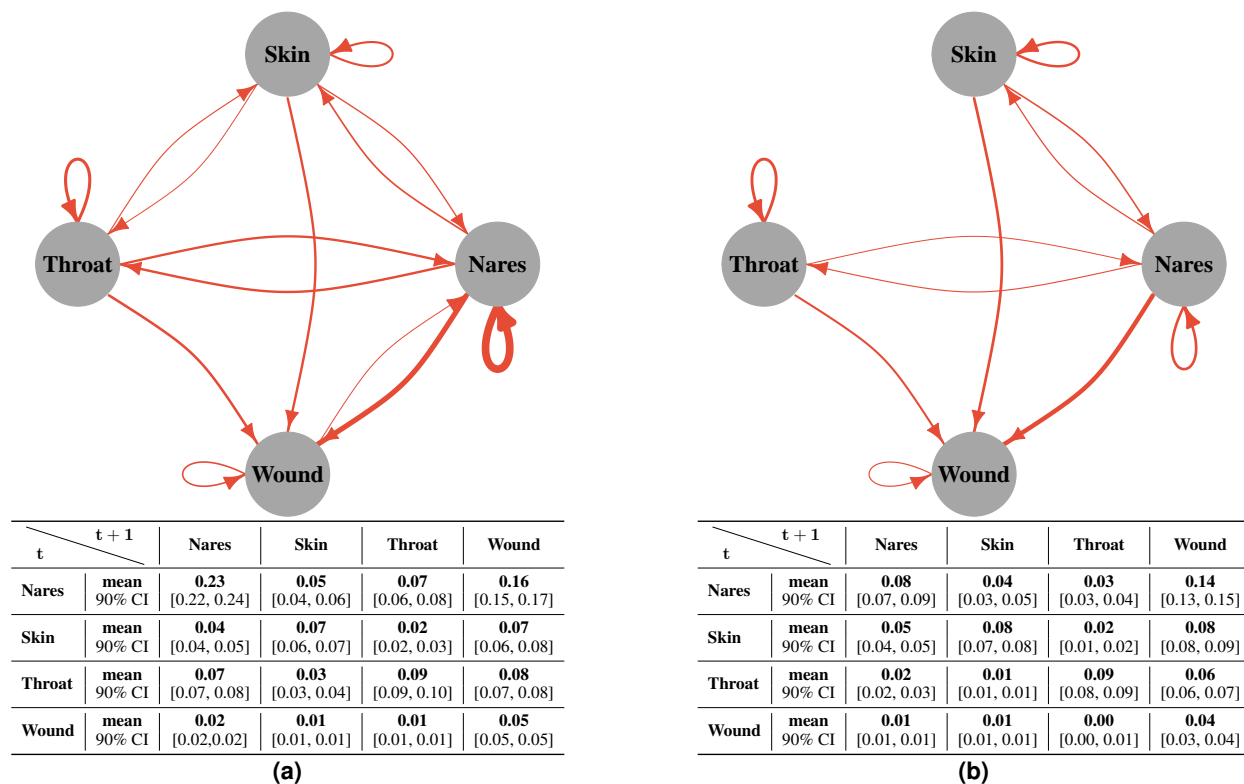 Skin
Throat
Nares
Wound
t + 1
t
Nares Skin Throat Wound
Nares mean 0.23 0.05 0.07 0.16
90% CI [0.22, 0.24] [0.04, 0.06] [0.06, 0.08] [0.15, 0.17]
Skin mean 0.04 0.07 0.02 0.07
90% CI [0.04, 0.05] [0.06, 0.07] [0.02, 0.03] [0.06, 0.08]
Throat mean 0.07 0.03 0.09 0.08
90% CI [0.07, 0.08] [0.03, 0.04] [0.09, 0.10] [0.07, 0.08]
Wound mean 0.02 0.01 0.01 0.05
90% CI [0.02,0.02] [0.01, 0.01] [0.01, 0.01] [0.05, 0.05]
(a)
Skin
Throat
Nares
Wound
t + 1
t
Nares Skin Throat Wound
Nares mean 0.08 0.04 0.03 0.14
90% CI [0.07, 0.09] [0.03, 0.05] [0.03, 0.04] [0.13, 0.15]
Skin mean 0.05 0.08 0.02 0.08
90% CI [0.04, 0.05] [0.07, 0.08] [0.01, 0.02] [0.08, 0.09]
Throat mean 0.02 0.01 0.09 0.06
90% CI [0.02, 0.03] [0.01, 0.01] [0.08, 0.09] [0.06, 0.07]
Wound mean 0.01 0.01 0.00 0.04
90% CI [0.01, 0.01] [0.01, 0.01] [0.00, 0.01] [0.03, 0.04]
(b)